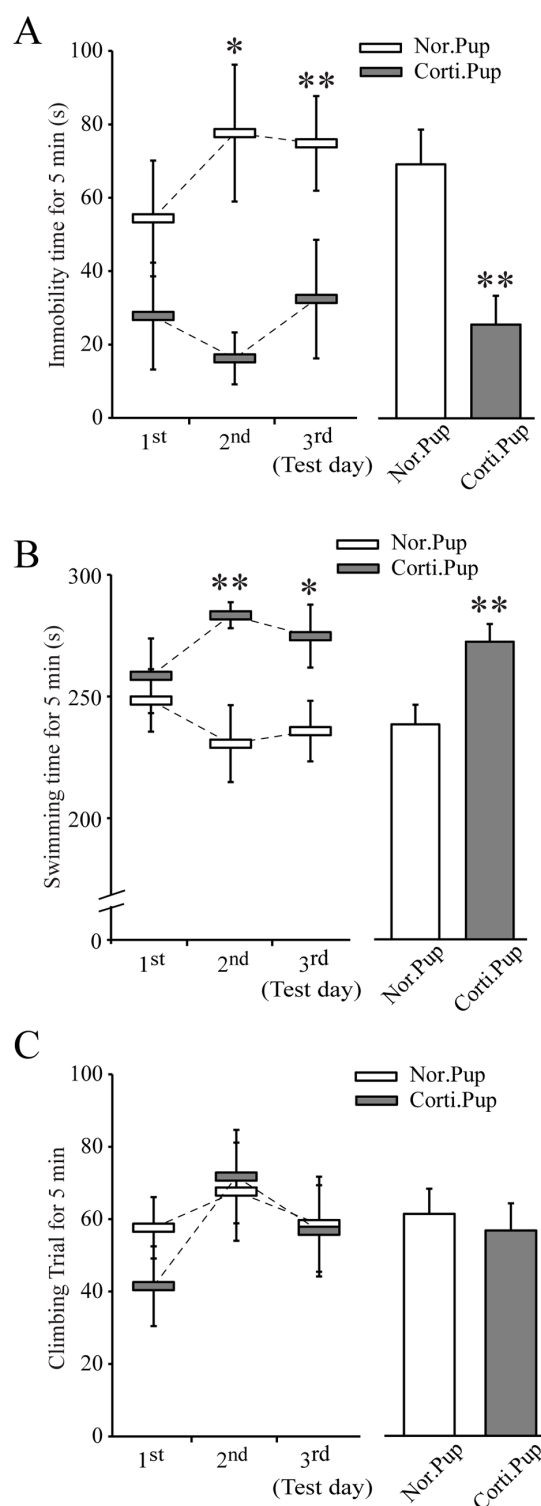 A
100
80
60
40
20
0
Immobility time for 5 min (s)
*
**
Nor.Pup
Corti.Pup
**
1st
2nd
3rd
(Test day)
Nor.Pup
Corti.Pup
B
300
250
200
0
Swimming time for 5 min (s)
Nor.Pup
Corti.Pup
**
*
**
1st
2nd
3rd
(Test day)
Nor.Pup
Corti.Pup
C
100
80
60
40
20
0
Climbing Trial for 5 min
Nor.Pup
Corti.Pup
1st
2nd
3rd
(Test day)
Nor.Pup
Corti.Pup